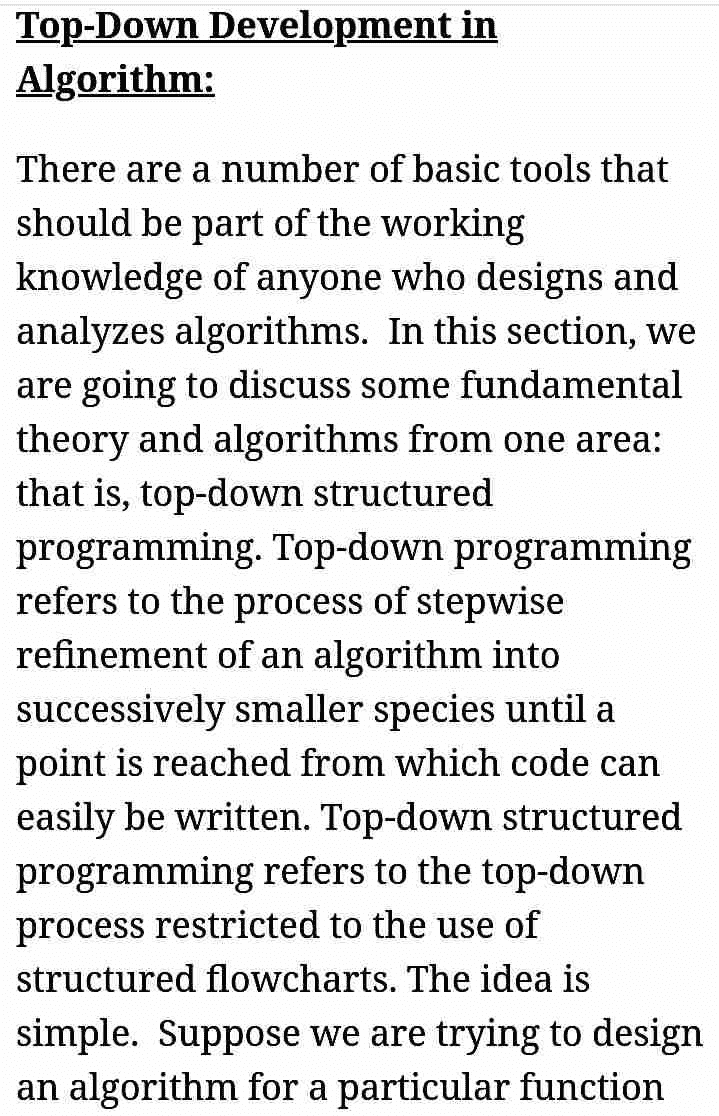 Top-Down Development in
Algorithm:
There are a number of basic tools that
should be part of the working
knowledge of anyone who designs and
analyzes algorithms.  In this section, we
are going to discuss some fundamental
theory and algorithms from one area:
that is, top-down structured
programming. Top-down programming
refers to the process of stepwise
refinement of an algorithm into
successively smaller species until a
point is reached from which code can
easily be written. Top-down structured
programming refers to the top-down
process restricted to the use of
structured flowcharts. The idea is
simple.  Suppose we are trying to design
an algorithm for a particular function